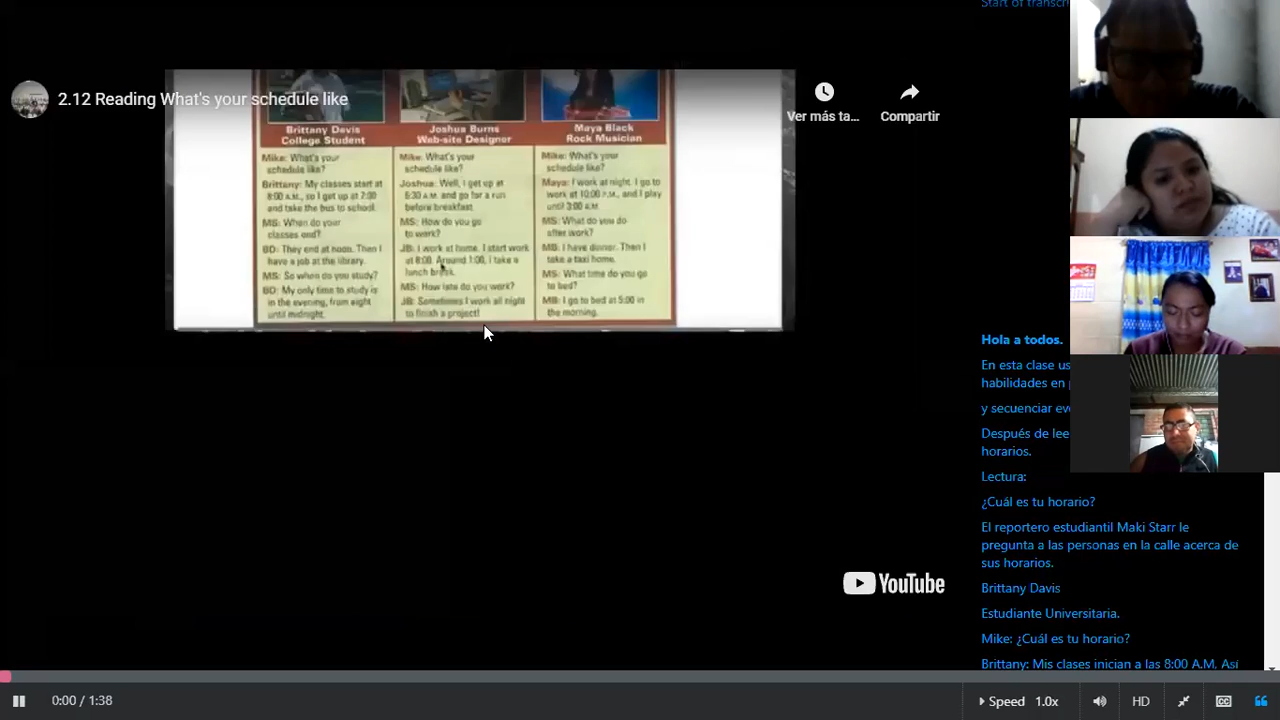 Start of transcr
2.12 Reading What's your schedule like
Ver más ta...
Compartir
Brittany Devis
College Student
Mike: What's your
schedule like?
Brittany: My classes start at
8:00 A.M., so I get up at 7:00
and take the bus to school.
MS: When do your
classes end?
BD: They end at noon. Then I
have a job at the library.
MS: So when do you study?
BD: My only time to study is
in the evening, from eight
until midnight.
Joshua Burns
Web-site Designer
Mike: What's your
schedule like?
Joshua: Well, I get up at
6:30 A.M. and go for a run
before breakfast.
MS: How do you go
to work?
JB: I work at home. I start work
at 8:00. Around 1:00, I take a
lunch break.
MS: How late do you work?
JB: Sometimes I work all night
to finish a project!
Maya Black
Rock Musician
Mike: What's your
schedule like?
Maya: I work at night. I go to
work at 10:00 P.M., and I play
until 3:00 A.M.
MS: What do you do
after work?
MB: I have dinner. Then I
take a taxi home.
MS: What time do you go
to bed?
MB: I go to bed at 5:00 in
the morning.
YouTube
Hola a todos.
En esta clase us
habilidades en
y secuenciar eve
Después de lee
horarios.
Lectura:
¿Cuál es tu horario?
El reportero estudiantil Maki Starr le
pregunta a las personas en la calle acerca de
sus horarios.
Brittany Davis
Estudiante Universitaria.
Mike: ¿Cuál es tu horario?
Brittany: Mis clases inician a las 8:00 A.M. Así
0:00 / 1:38
Speed 1.0x
HD
CC